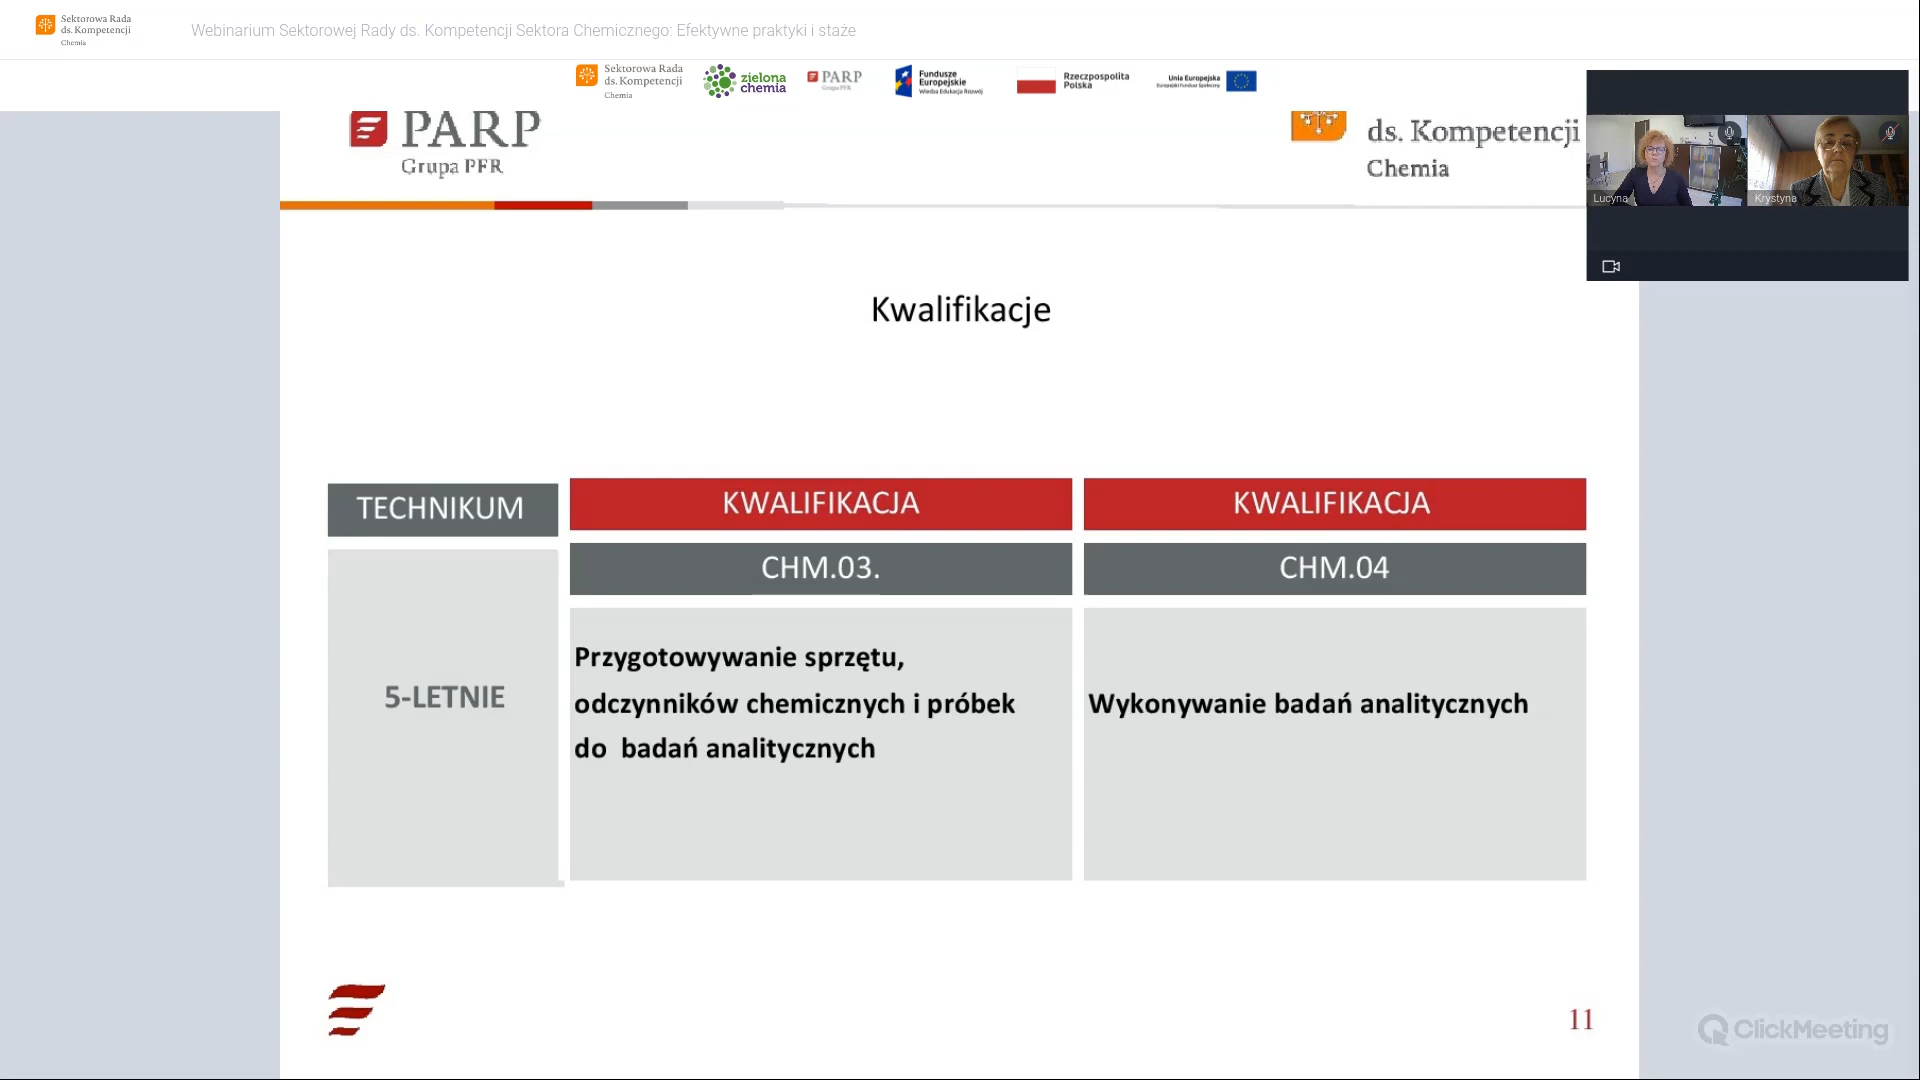 Sektorowa Rada
ds. Kompetencji
Chemia
Webinarium Sektorowej Rady ds. Kompetencji Sektora Chemicznego: Efektywne praktyki i staże
Sektorowa Rada
ds. Kompetencji
Chemia
zielona
chemia
PARP
Grupa PFR
Fundusze
Europejskie
Wiedza Edukacja Rozwój
Rzeczpospolita
Polska
Unia Europejska
Europejski Fundusz Społeczny
PARP
Grupa PFR
ds. Kompetencji
Chemia
Lucyna
Krystyna
Kwalifikacje
TECHNIKUM
KWALIFIKACJA
KWALIFIKACJA
CHM.03.
CHM.04
5-LETNIE
Przygotowywanie sprzętu,
odczynników chemicznych i próbek
do badań analitycznych
Wykonywanie badań analitycznych
11
ClickMeeting